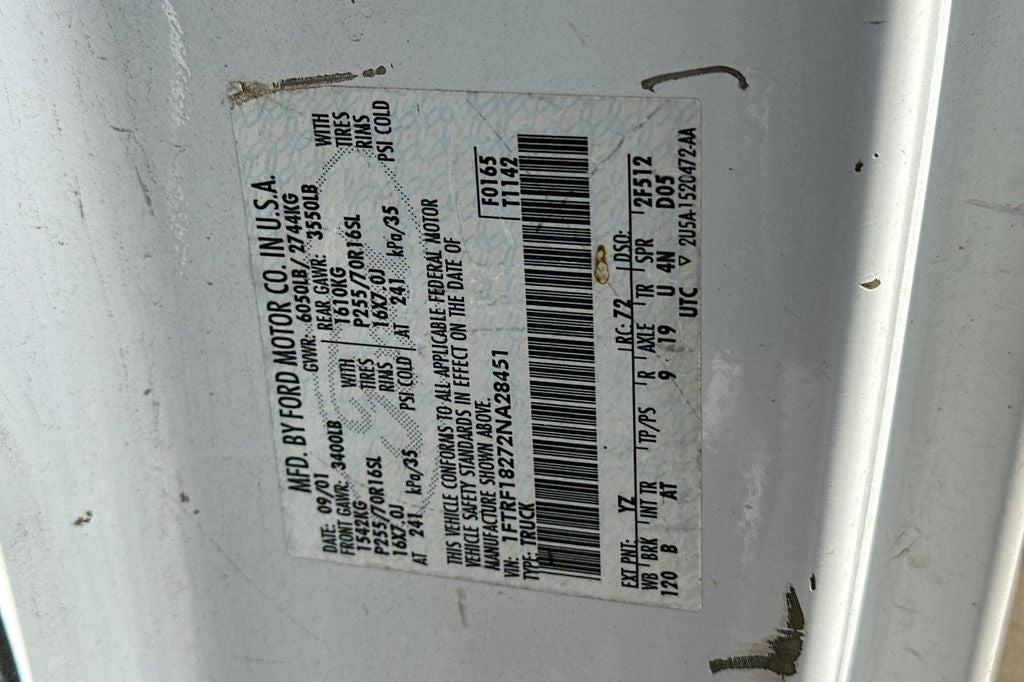 MFD. BY FORD MOTOR CO. IN U.S.A.
DATE: 09/01 GVWR: 6050LB/ 2744KG
FRONT GAWR: 3400LB REAR GAWR: 3550LB
1542KG WITH 1610KG WITH
P255/70R16SL TIRES P255/70R16SL TIRES
16X7.0J RIMS 16X7.0J RIMS
AT 241 kPa/35 PSI COLD AT 241 kPa/35 PSI COLD
THIS VEHICLE CONFORMS TO ALL APPLICABLE FEDERAL MOTOR
VEHICLE SAFETY STANDARDS IN EFFECT ON THE DATE OF
MANUFACTURE SHOWN ABOVE.
VIN: 1FTRF18272NA28451 F0165
TYPE: TRUCK T1142
EXT PNT: YZ RC: 72 DSO:
WB BRK INT TR TP/PS R AXLE TR SPR 2F512
120 B AT 9 19 U 4N D05
UTC ▽ 2U5A-1520472-AA